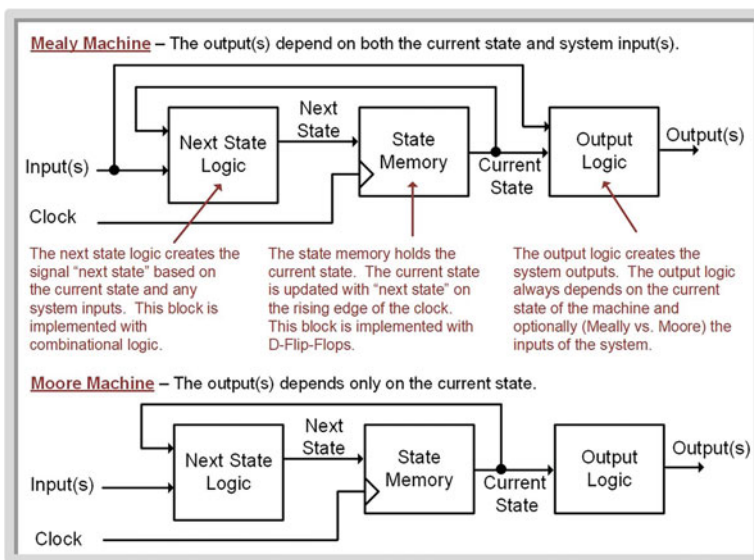 Mealy Machine – The output(s) depend on both the current state and system input(s).
Next
State
Next State
Logic
State
Memory
Current
State
Output
Logic
Output(s)
Input(s)
Clock
The next state logic creates the
signal “next state” based on
the current state and any
system inputs.  This block is
implemented with
combinational logic.
The state memory holds the
current state.  The current state
is updated with “next state” on
the rising edge of the clock.
This block is implemented with
D-Flip-Flops.
The output logic creates the
system outputs.  The output logic
always depends on the current
state of the machine and
optionally (Meally vs. Moore) the
inputs of the system.
Moore Machine – The output(s) depends only on the current state.
Next
State
Next State
Logic
State
Memory
Current
State
Output
Logic
Output(s)
Input(s)
Clock